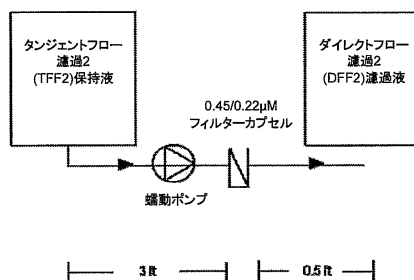 タンジェントフロー
濾過2
(TFF2)保持液
ダイレクトフロー
濾過2
(DFF2)濾過液
0.45/0.22μM
フィルターカプセル
蠕動ポンプ
3 ft
0.5 ft